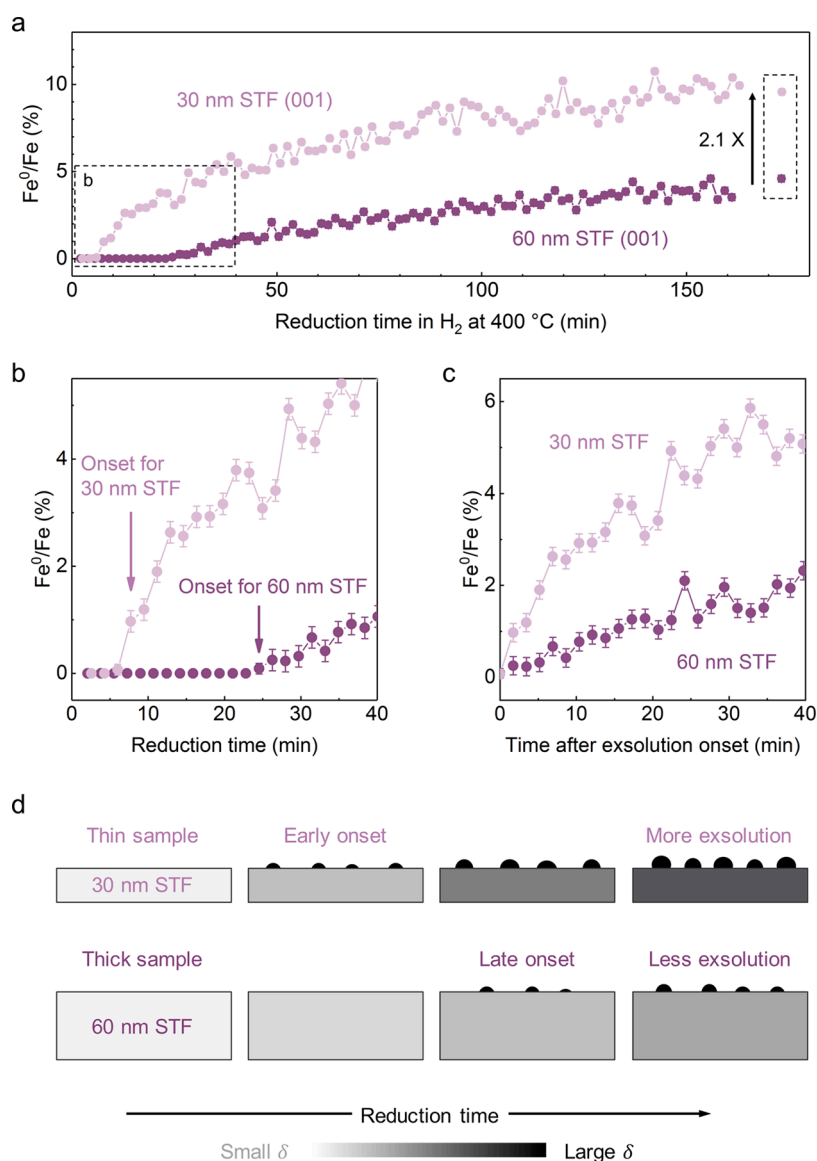 a
10
5
0
Fe⁰/Fe (%)
30 nm STF (001)
2.1 X
b
60 nm STF (001)
0 50 100 150
Reduction time in H₂ at 400 °C (min)
b
4
2
0
Fe⁰/Fe (%)
Onset for
30 nm STF
Onset for 60 nm STF
0 10 20 30 40
Reduction time (min)
c
6
4
2
0
Fe⁰/Fe (%)
30 nm STF
60 nm STF
0 10 20 30 40
Time after exsolution onset (min)
d
Thin sample Early onset More exsolution
30 nm STF
Thick sample Late onset Less exsolution
60 nm STF
Reduction time
Small δ Large δ